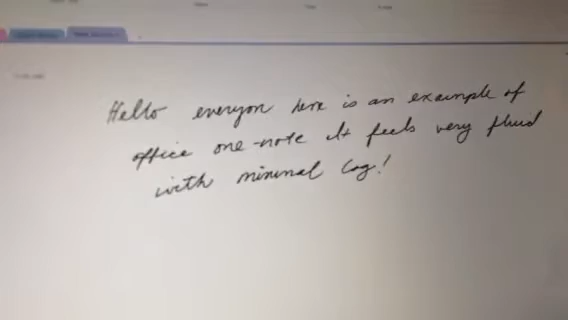 Hello everyon here is an example of
office one-note It feels very fluid
with minimal lag!